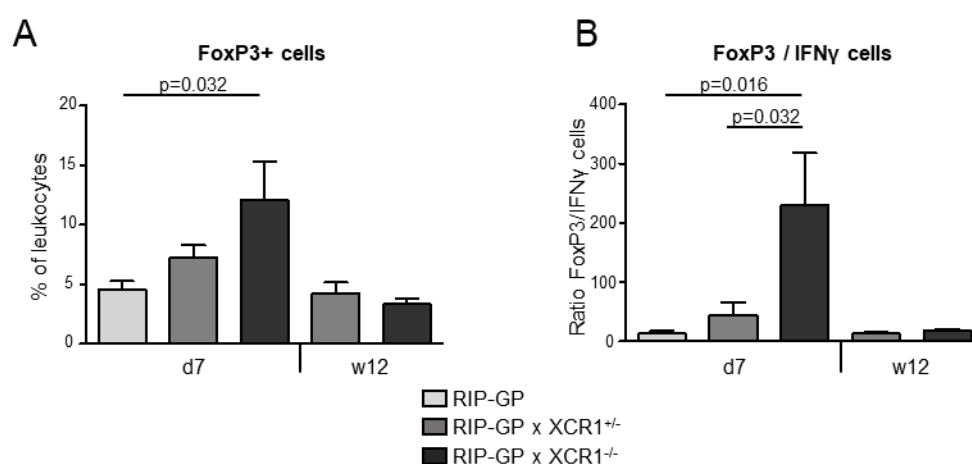 A
FoxP3+ cells
p=0.032
% of leukocytes
20
15
10
5
0
d7
w12
B
FoxP3 / IFNγ cells
p=0.016
p=0.032
Ratio FoxP3/IFNγ cells
400
300
200
100
0
d7
w12
RIP-GP
RIP-GP x XCR1+/-
RIP-GP x XCR1-/-